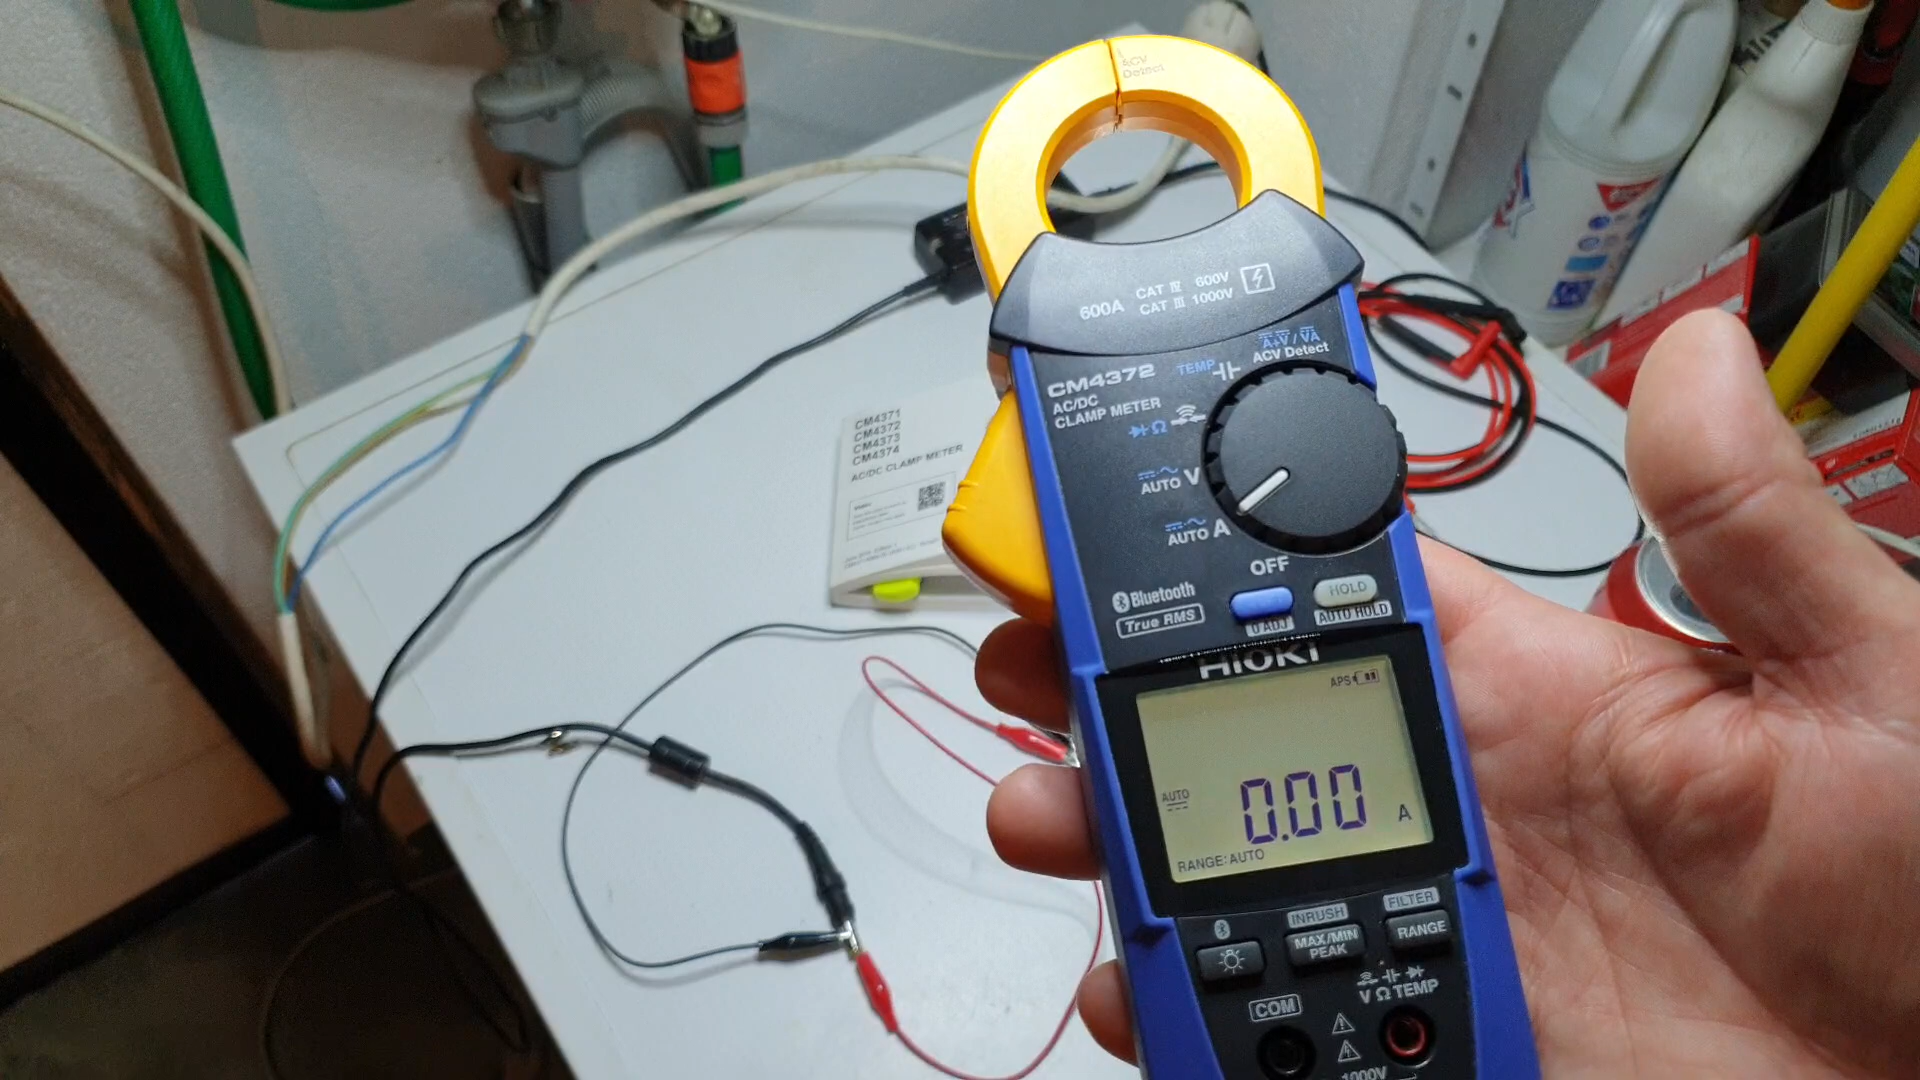 ACV
Detect
600A
CAT IV 600V
CAT III 1000V
A+V / VA
ACV Detect
TEMP
CM4372
AC/DC
CLAMP METER
Ω
AUTO V
AUTO A
OFF
Bluetooth
True RMS
0 ADJ
HOLD
AUTO HOLD
HIOKI
APS
AUTO
0.00
A
RANGE: AUTO
INRUSH
FILTER
MAX/MIN
PEAK
RANGE
V Ω TEMP
COM
1000V
CM4371
CM4372
CM4373
CM4374
AC/DC CLAMP METER